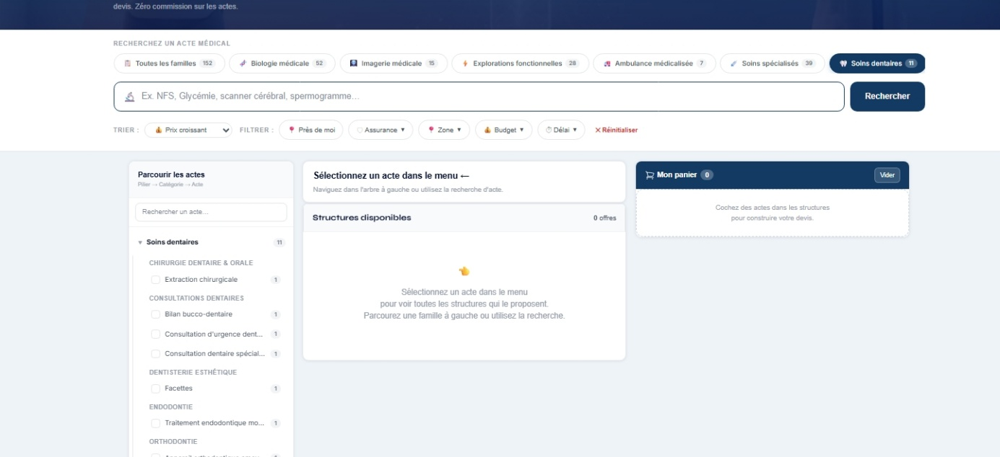 devis. Zéro commission sur les actes.
RECHERCHEZ UN ACTE MÉDICAL
Toutes les familles 152 Biologie médicale 52 Imagerie médicale 15 Explorations fonctionnelles 28 Ambulance médicalisée 7 Soins spécialisés 39 Soins dentaires 11
Ex. NFS, Glycémie, scanner cérébral, spermogramme... Rechercher
TRIER : Prix croissant FILTRER : Près de moi Assurance ▼ Zone ▼ Budget ▼ Délai ▼ ✕ Réinitialiser
Parcourir les actes
Pilier → Catégorie → Acte
Rechercher un acte...
▼ Soins dentaires 11
CHIRURGIE DENTAIRE & ORALE
Extraction chirurgicale 1
CONSULTATIONS DENTAIRES
Bilan bucco-dentaire 1
Consultation d'urgence dent... 1
Consultation dentaire spécial... 1
DENTISTERIE ESTHÉTIQUE
Facettes 1
ENDODONTIE
Traitement endodontique mo... 1
ORTHODONTIE
Sélectionnez un acte dans le menu ←
Naviguez dans l'arbre à gauche ou utilisez la recherche d'acte.
Structures disponibles 0 offres
Sélectionnez un acte dans le menu
pour voir toutes les structures qui le proposent.
Parcourez une famille à gauche ou utilisez la recherche.
Mon panier 0 Vider
Cochez des actes dans les structures
pour construire votre devis.